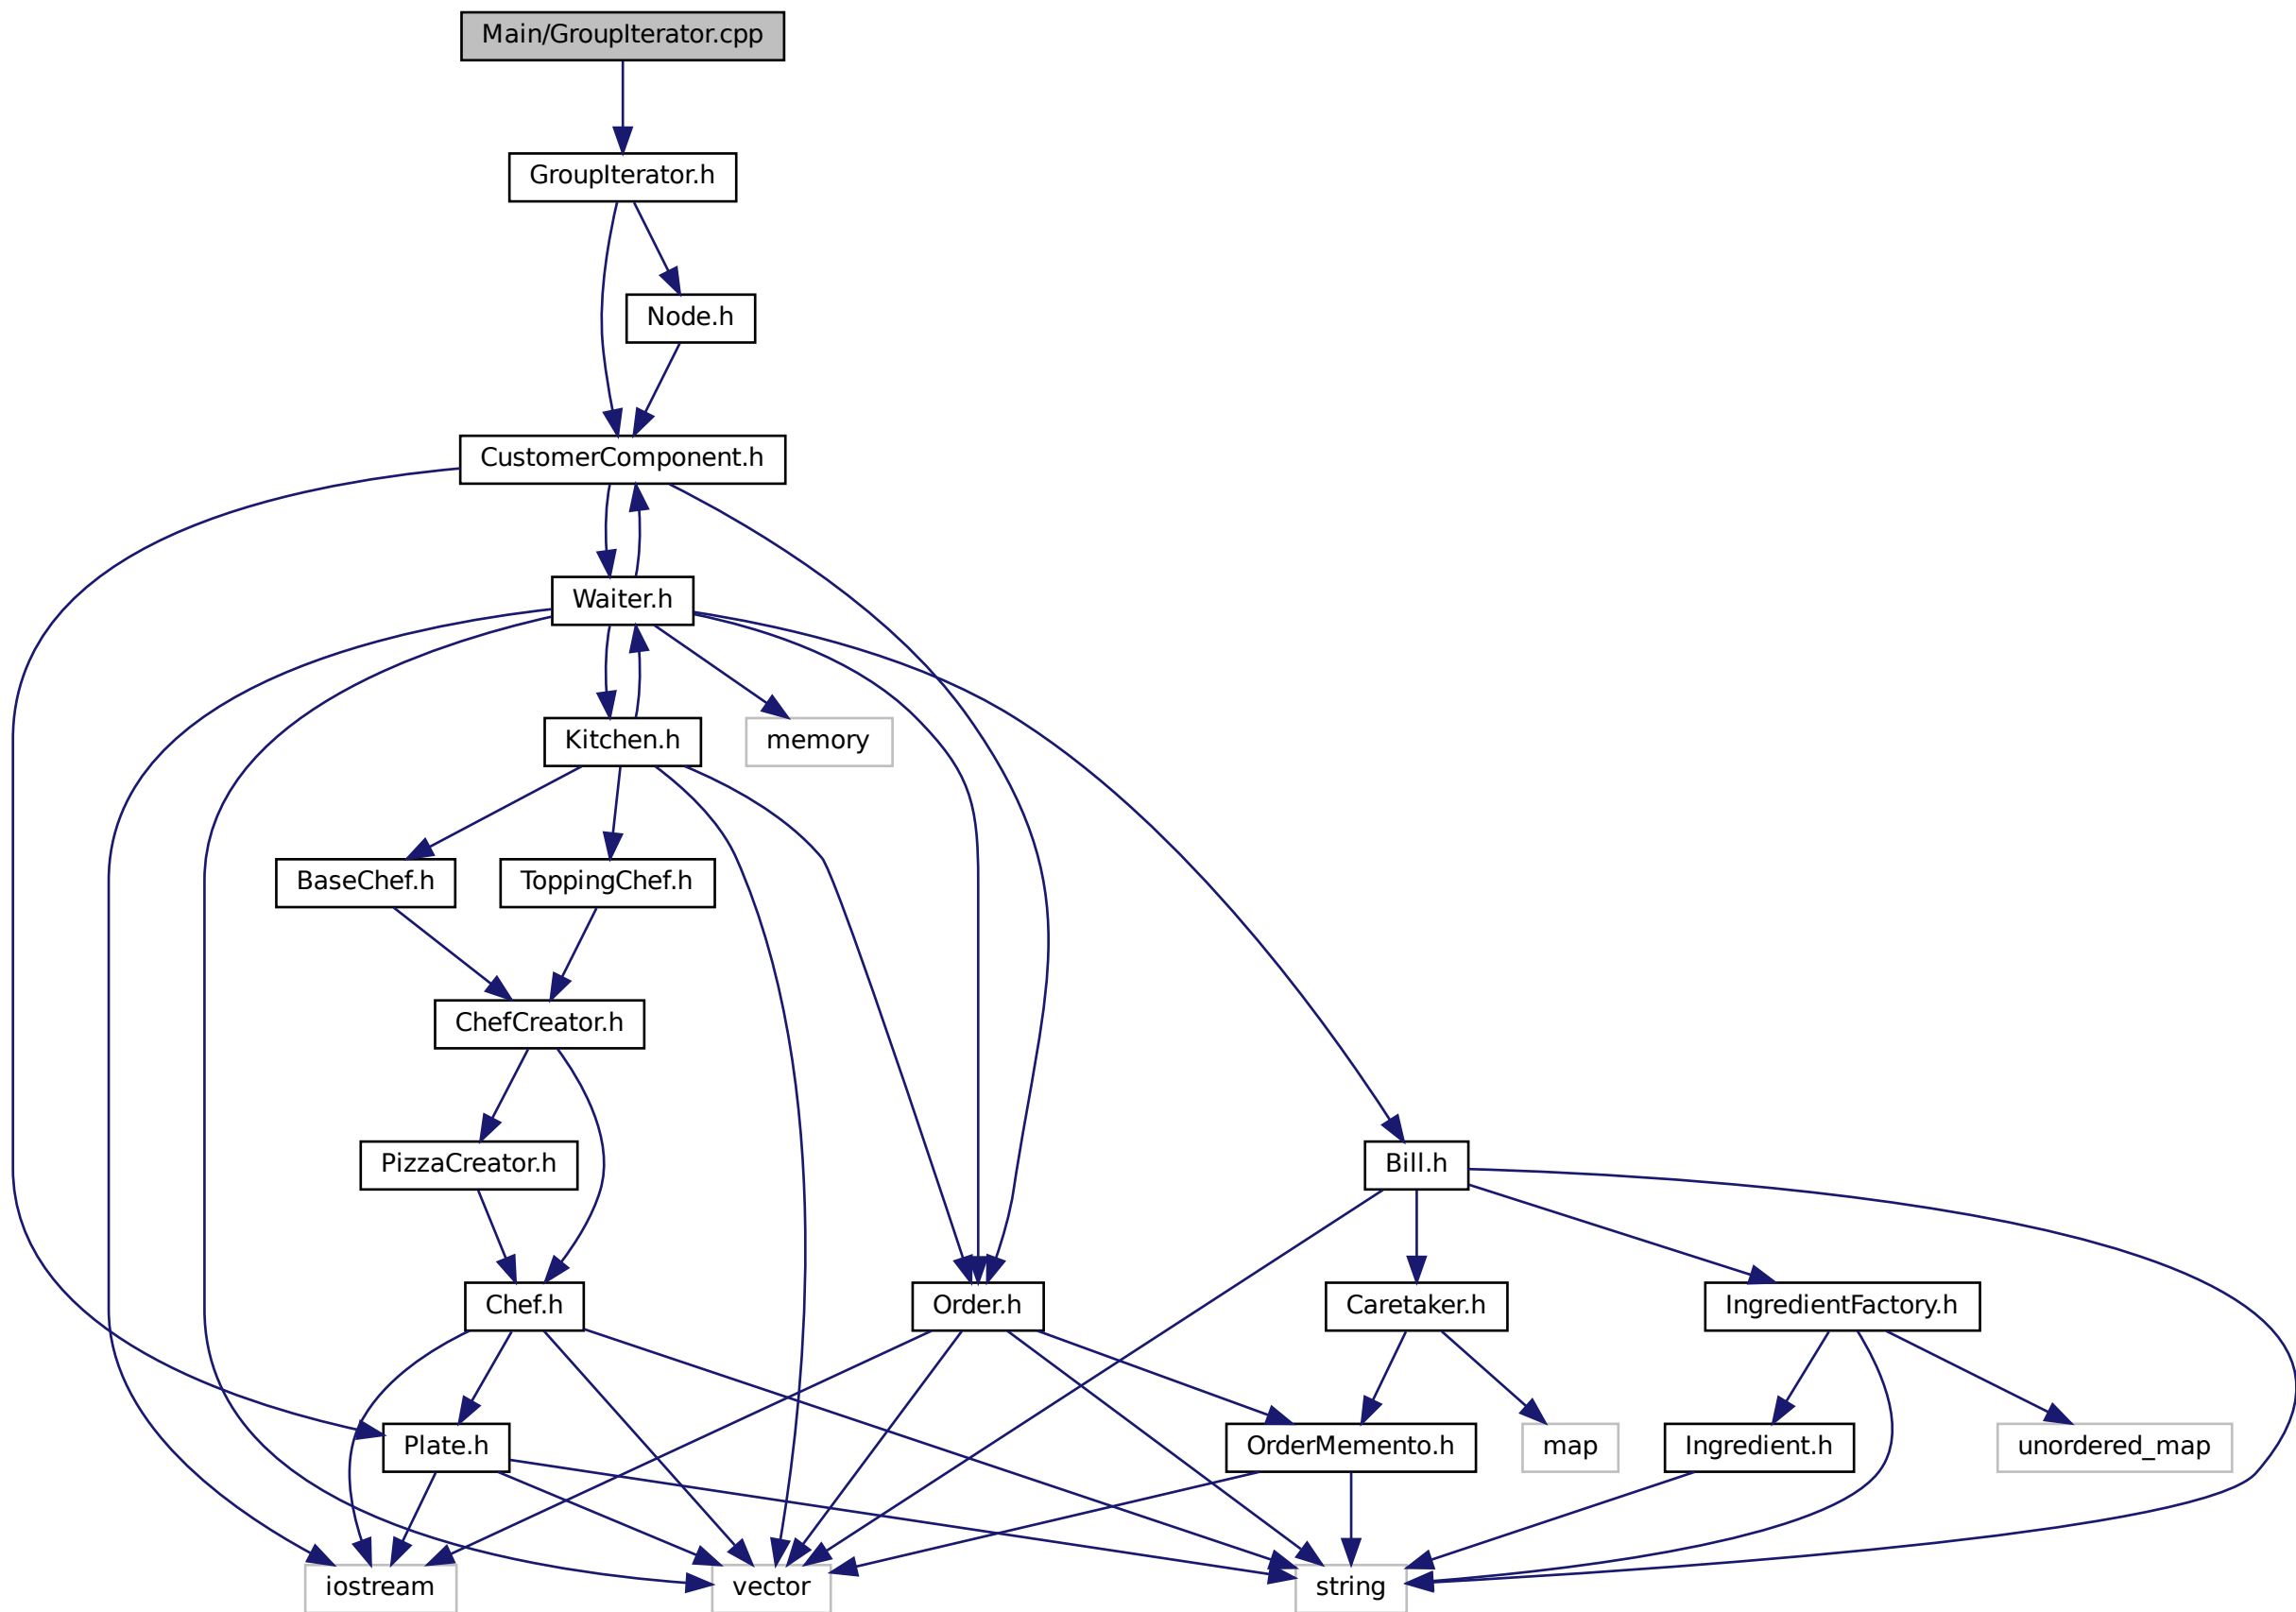 Main/GroupIterator.cpp
GroupIterator.h
Node.h
CustomerComponent.h
Waiter.h
Kitchen.h
memory
BaseChef.h
ToppingChef.h
ChefCreator.h
PizzaCreator.h
Bill.h
Chef.h
Order.h
Caretaker.h
IngredientFactory.h
Plate.h
OrderMemento.h
map
Ingredient.h
unordered_map
iostream
vector
string